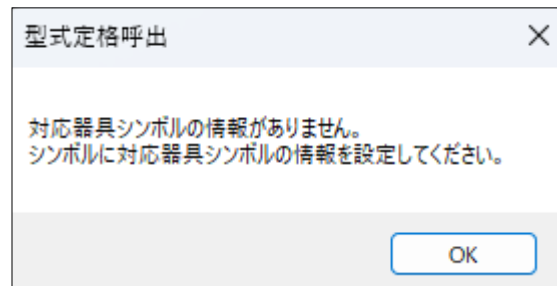 型式定格呼出
対応器具シンボルの情報がありません。
シンボルに対応器具シンボルの情報を設定してください。
OK